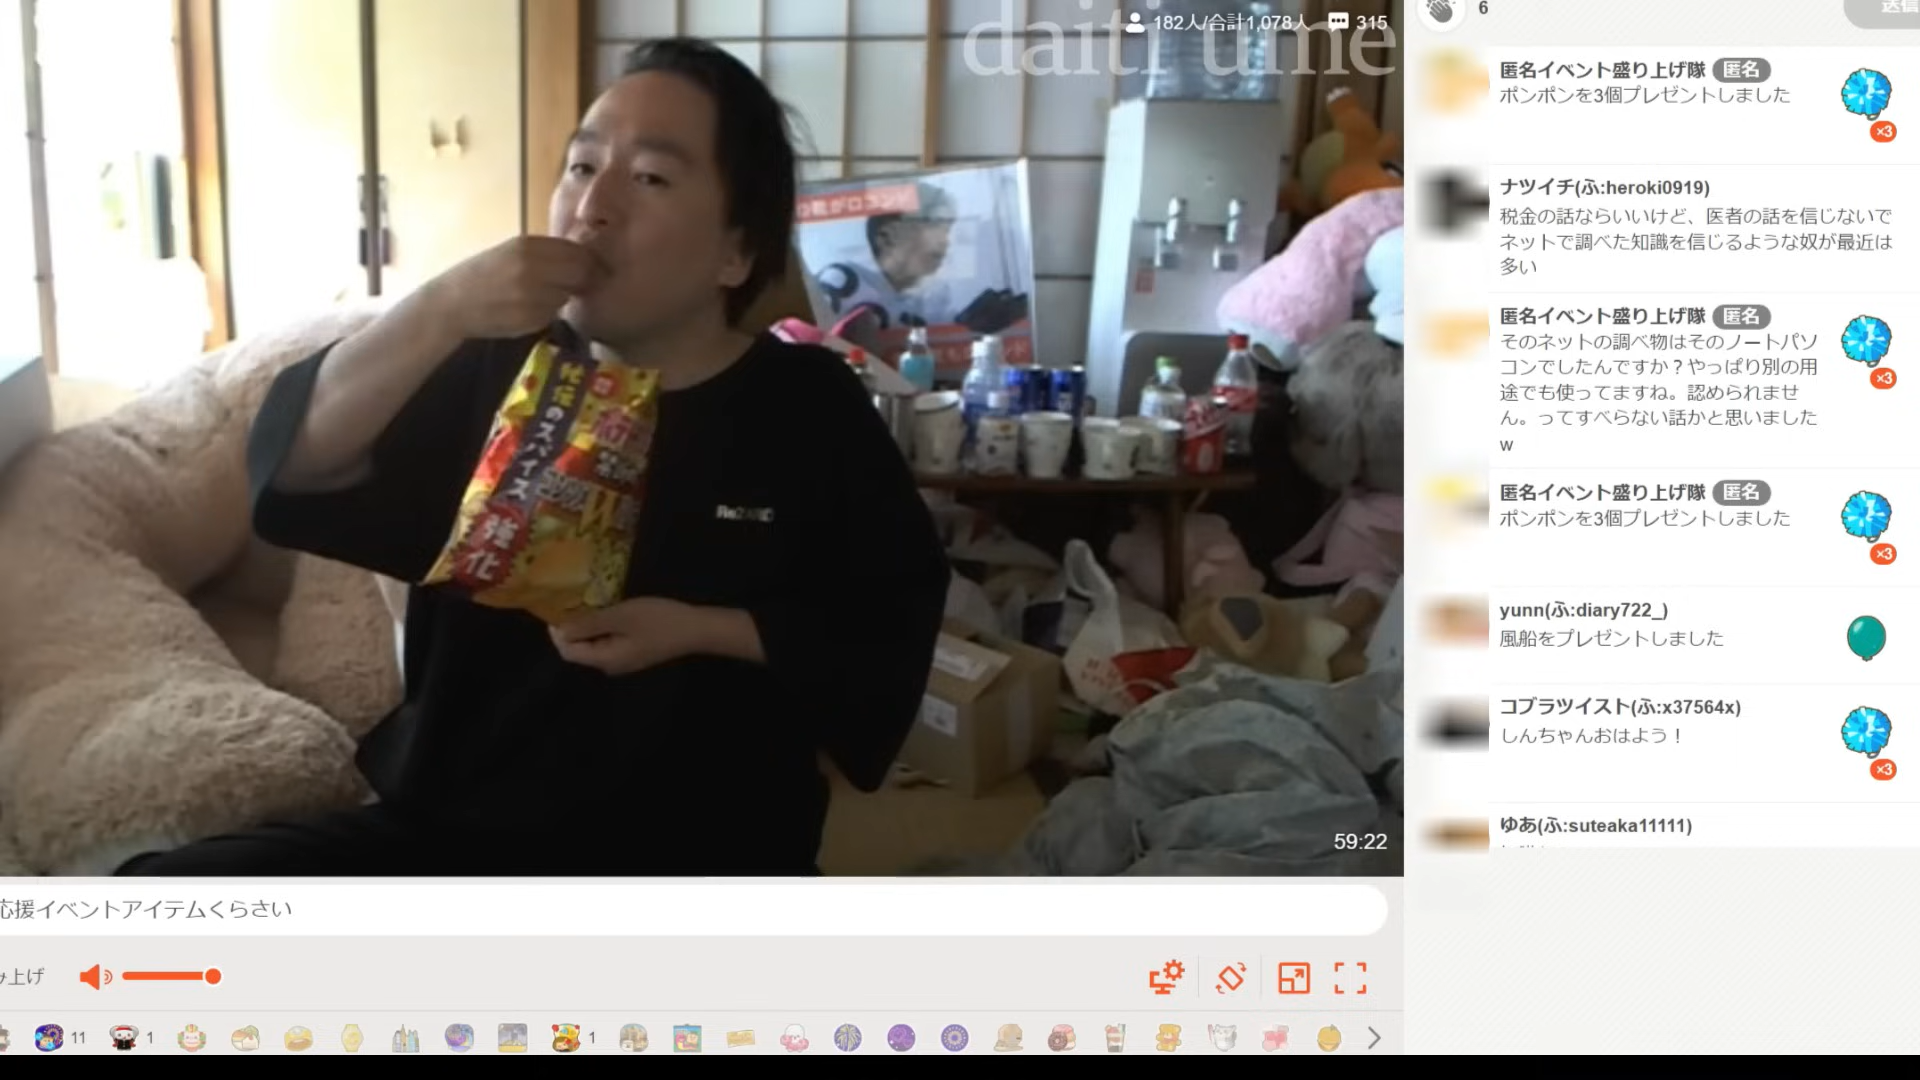 daiti ume
182人/合計1,078人 315
の靴がロコンド
秘密のスパイス
強化
59:22
応援イベントアイテムくらさい
上げ
11
1
1
6
送信
匿名イベント盛り上げ隊 匿名
ポンポンを3個プレゼントしました
×3
ナツイチ(ふ:heroki0919)
税金の話ならいいけど、医者の話を信じないで
ネットで調べた知識を信じるような奴が最近は
多い
匿名イベント盛り上げ隊 匿名
そのネットの調べ物はそのノートパソ
コンでしたんですか？やっぱり別の用
途でも使ってますね。認められませ
ん。ってすべらない話かと思いました
w
×3
匿名イベント盛り上げ隊 匿名
ポンポンを3個プレゼントしました
×3
yunn(ふ:diary722_)
風船をプレゼントしました
コブラツイスト(ふ:x37564x)
しんちゃんおはよう！
×3
ゆあ(ふ:suteaka11111)